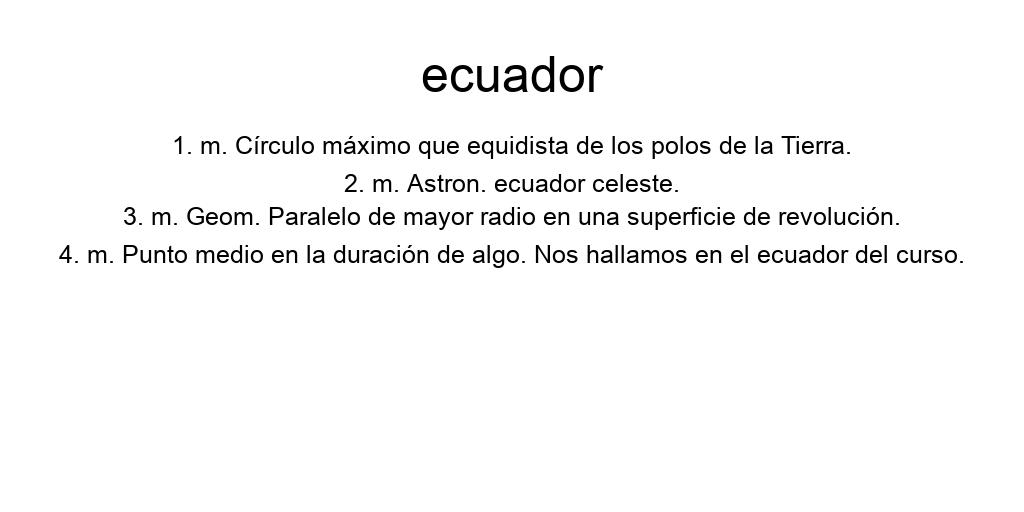 ecuador
1. m. Círculo máximo que equidista de los polos de la Tierra.
2. m. Astron. ecuador celeste.
3. m. Geom. Paralelo de mayor radio en una superficie de revolución.
4. m. Punto medio en la duración de algo. Nos hallamos en el ecuador del curso.